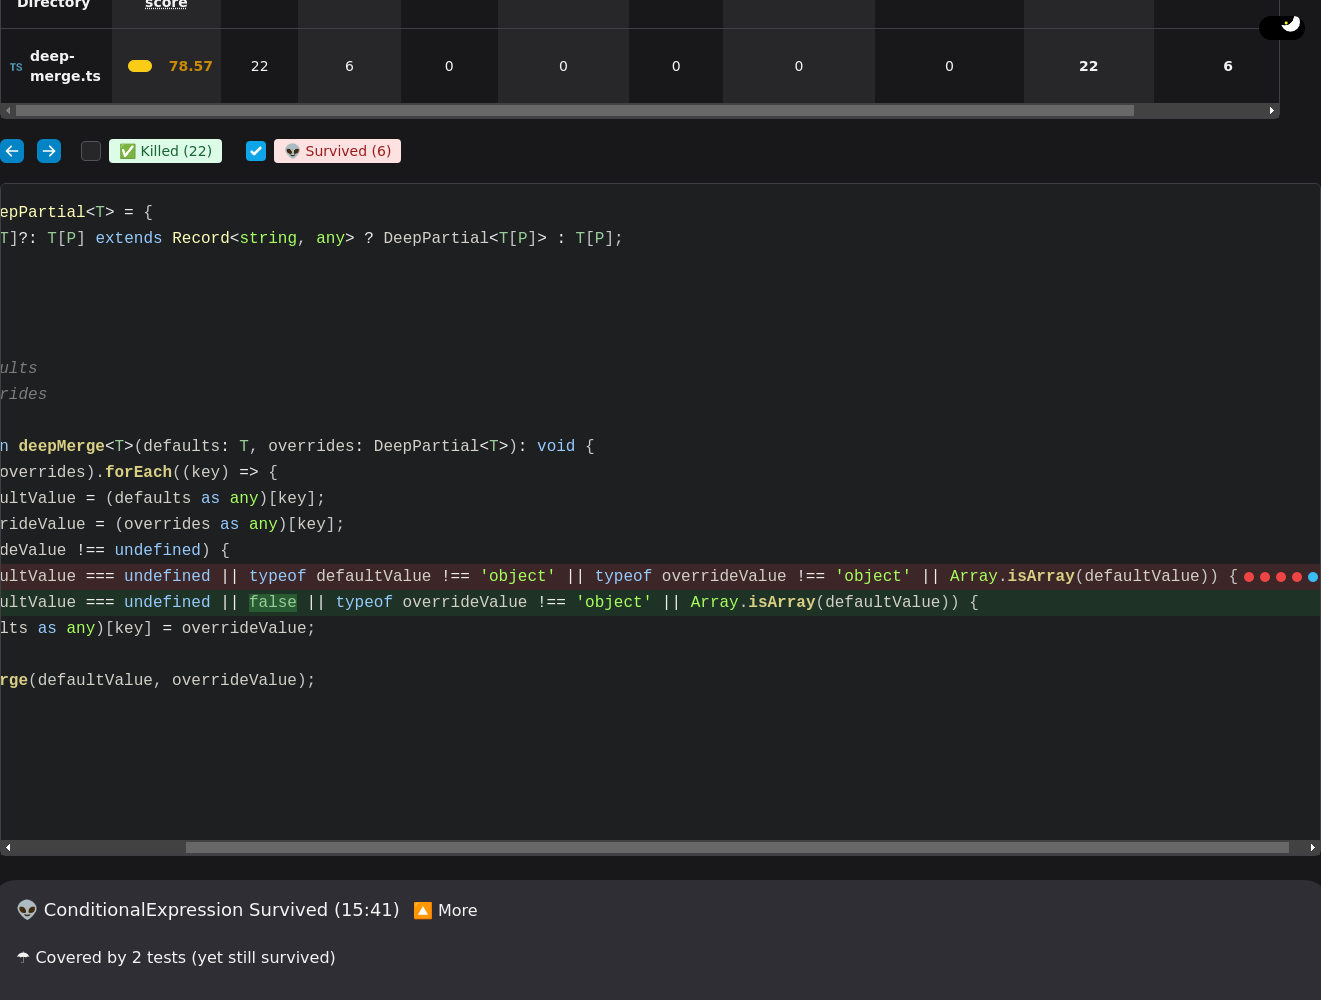 Directory score
TS deep-merge.ts 78.57 22 6 0 0 0 0 0 22 6
✅ Killed (22) 👽 Survived (6)
epPartial<T> = {
T]?: T[P] extends Record<string, any> ? DeepPartial<T[P]> : T[P];
ults
rides
n deepMerge<T>(defaults: T, overrides: DeepPartial<T>): void {
overrides).forEach((key) => {
ultValue = (defaults as any)[key];
rideValue = (overrides as any)[key];
deValue !== undefined) {
ultValue === undefined || typeof defaultValue !== 'object' || typeof overrideValue !== 'object' || Array.isArray(defaultValue)) {
ultValue === undefined || false || typeof overrideValue !== 'object' || Array.isArray(defaultValue)) {
lts as any)[key] = overrideValue;
rge(defaultValue, overrideValue);
👽 ConditionalExpression Survived (15:41) 🔼 More
☂ Covered by 2 tests (yet still survived)